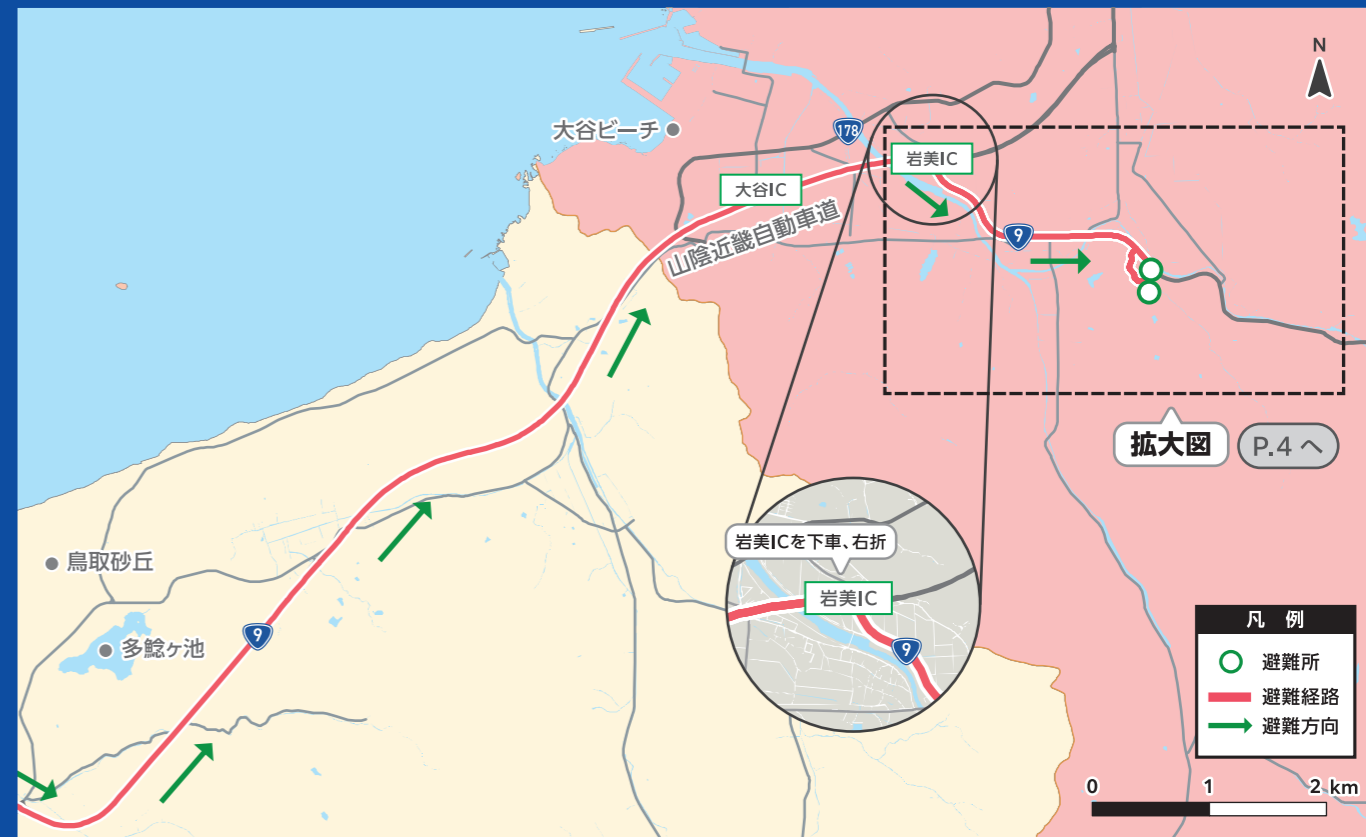 N
大谷ビーチ
178
岩美IC
大谷IC
山陰近畿自動車道
9
拡大図
P.4 へ
鳥取砂丘
岩美ICを下車、右折
岩美IC
9
多鯰ヶ池
9
凡 例
避難所
避難経路
避難方向
0 1 2 km